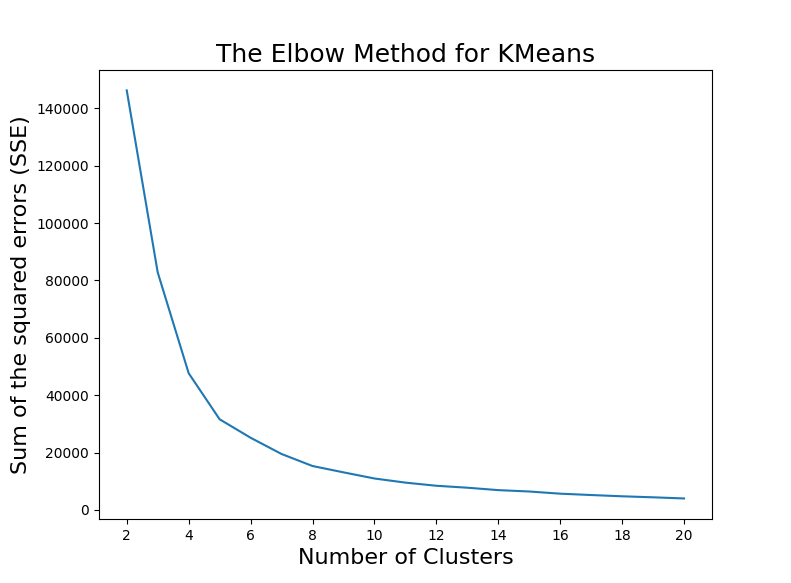 The Elbow Method for KMeans
Sum of the squared errors (SSE)
140000
120000
100000
80000
60000
40000
20000
0
2 4 6 8 10 12 14 16 18 20
Number of Clusters